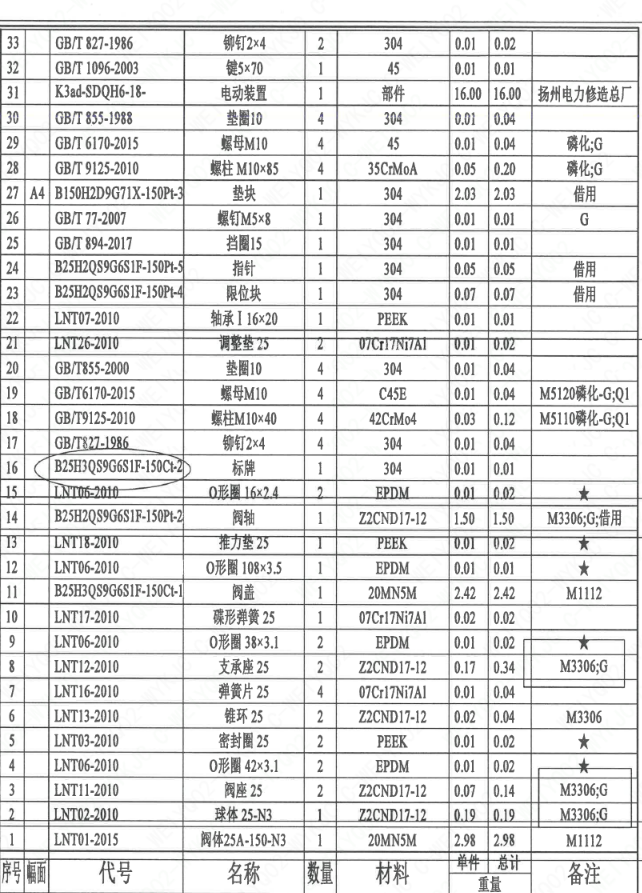 33 GB/T 827-1986 铆钉2×4 2 304 0.01 0.02
32 GB/T 1096-2003 键5×70 1 45 0.01 0.01
31 K3ad-SDQH6-18- 电动装置 1 部件 16.00 16.00 扬州电力修造总厂
30 GB/T 855-1988 垫圈10 4 304 0.01 0.04
29 GB/T 6170-2015 螺母M10 4 45 0.01 0.04 磷化;G
28 GB/T 9125-2010 螺柱 M10×85 4 35CrMoA 0.05 0.20 磷化;G
27 A4 B150H2D9G71X-150Pt-3 垫块 1 304 2.03 2.03 借用
26 GB/T 77-2007 螺钉M5×8 1 304 0.01 0.01 G
25 GB/T 894-2017 挡圈15 1 304 0.01 0.01
24 B25H2QS9G6S1F-150Pt-5 指针 1 304 0.05 0.05 借用
23 B25H2QS9G6S1F-150Pt-4 限位块 1 304 0.07 0.07 借用
22 LNT07-2010 轴承Ⅰ16×20 1 PEEK 0.01 0.01
21 LNT26-2010 调整垫 25 2 07Cr17Ni7Al 0.01 0.02
20 GB/T855-2000 垫圈10 4 304 0.01 0.04
19 GB/T6170-2015 螺母M10 4 C45E 0.01 0.04 M5120磷化-G;Q1
18 GB/T9125-2010 螺柱M10×40 4 42CrMo4 0.03 0.12 M5110磷化-G;Q1
17 GB/T827-1986 铆钉2×4 4 304 0.01 0.04
16 B25H3QS9G6S1F-150Ct-2 标牌 1 304 0.01 0.01
15 LNT06-2010 O形圈 16×2.4 2 EPDM 0.01 0.02 ★
14 B25H2QS9G6S1F-150Pt-2 阀轴 1 Z2CND17-12 1.50 1.50 M3306;G;借用
13 LNT18-2010 推力垫 25 1 PEEK 0.01 0.02 ★
12 LNT06-2010 O形圈 108×3.5 1 EPDM 0.01 0.01 ★
11 B25H3QS9G6S1F-150Ct-1 阀盖 1 20MN5M 2.42 2.42 M1112
10 LNT17-2010 碟形弹簧 25 1 07Cr17Ni7Al 0.02 0.02
9 LNT06-2010 O形圈 38×3.1 2 EPDM 0.01 0.02 ★
8 LNT12-2010 支承座 25 2 Z2CND17-12 0.17 0.34 M3306;G
7 LNT16-2010 弹簧片 25 4 07Cr17Ni7Al 0.01 0.04
6 LNT13-2010 锥环 25 2 Z2CND17-12 0.02 0.04 M3306
5 LNT03-2010 密封圈 25 2 PEEK 0.01 0.02 ★
4 LNT06-2010 O形圈 42×3.1 2 EPDM 0.01 0.02 ★
3 LNT11-2010 阀座 25 2 Z2CND17-12 0.07 0.14 M3306;G
2 LNT02-2010 球体 25-N3 1 Z2CND17-12 0.19 0.19 M3306;G
1 LNT01-2015 阀体25A-150-N3 1 20MN5M 2.98 2.98 M1112
序号 幅面 代号 名称 数量 材料 单件 总计 备注
重量